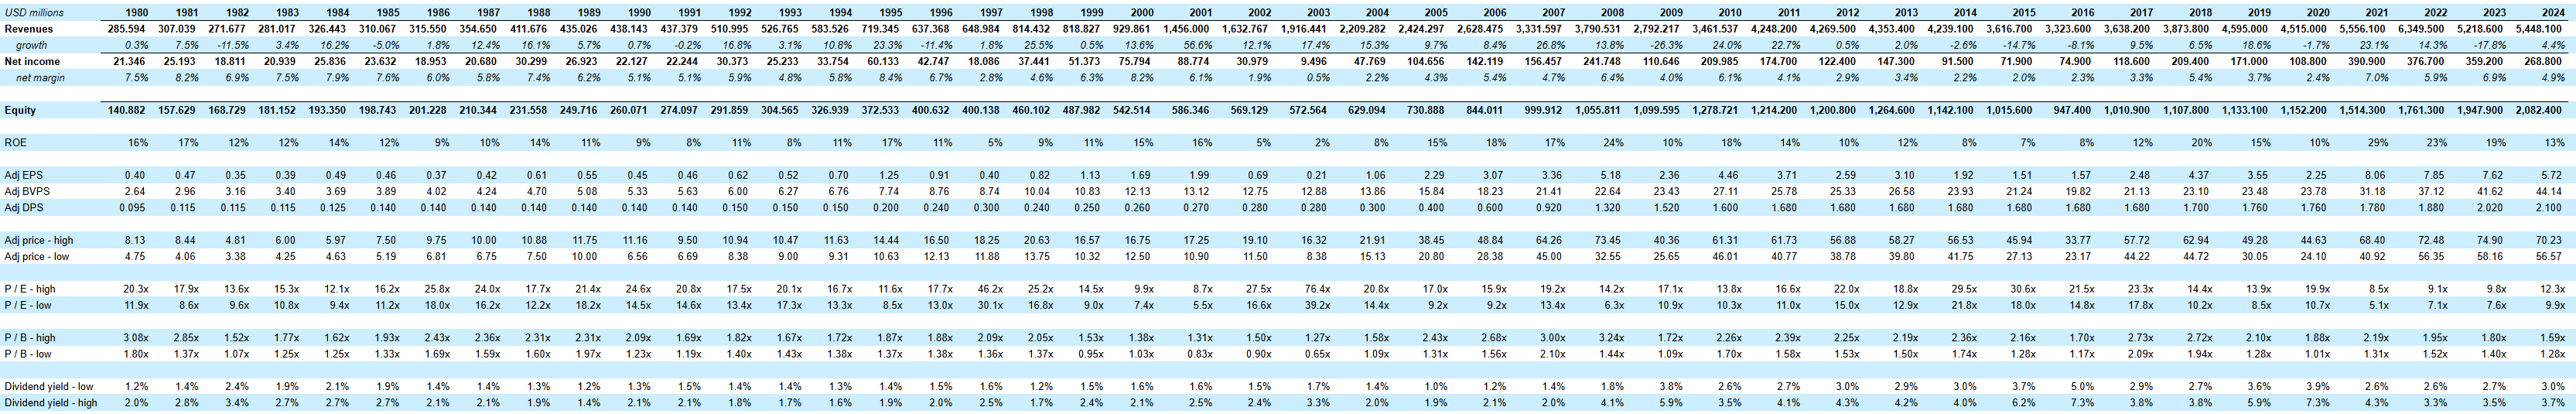 USD millions 1980 1981 1982 1983 1984 1985 1986 1987 1988 1989 1990 1991 1992 1993 1994 1995 1996 1997 1998 1999 2000 2001 2002 2003 2004 2005 2006 2007 2008 2009 2010 2011 2012 2013 2014 2015 2016 2017 2018 2019 2020 2021 2022 2023 2024
Revenues 285.594 307.039 271.677 281.017 326.443 310.067 315.550 354.650 411.676 435.026 438.143 437.379 510.995 526.765 583.526 719.345 637.368 648.984 814.432 818.827 929.861 1,456.000 1,632.767 1,916.441 2,209.282 2,424.297 2,628.475 3,331.597 3,790.531 2,792.217 3,461.537 4,248.200 4,269.500 4,353.400 4,239.100 3,616.700 3,323.600 3,638.200 3,873.800 4,595.000 4,515.000 5,556.100 6,349.500 5,218.600 5,448.100
growth 0.3% 7.5% -11.5% 3.4% 16.2% -5.0% 1.8% 12.4% 16.1% 5.7% 0.7% -0.2% 16.8% 3.1% 10.8% 23.3% -11.4% 1.8% 25.5% 0.5% 13.6% 56.6% 12.1% 17.4% 15.3% 9.7% 8.4% 26.8% 13.8% -26.3% 24.0% 22.7% 0.5% 2.0% -2.6% -14.7% -8.1% 9.5% 6.5% 18.6% -1.7% 23.1% 14.3% -17.8% 4.4%
Net income 21.346 25.193 18.811 20.939 25.836 23.632 18.953 20.680 30.299 26.923 22.127 22.244 30.373 25.233 33.754 60.133 42.747 18.086 37.441 51.373 75.794 88.774 30.979 9.496 47.769 104.656 142.119 156.457 241.748 110.646 209.985 174.700 122.400 147.300 91.500 71.900 74.900 118.600 209.400 171.000 108.800 390.900 376.700 359.200 268.800
net margin 7.5% 8.2% 6.9% 7.5% 7.9% 7.6% 6.0% 5.8% 7.4% 6.2% 5.1% 5.1% 5.9% 4.8% 5.8% 8.4% 6.7% 2.8% 4.6% 6.3% 8.2% 6.1% 1.9% 0.5% 2.2% 4.3% 5.4% 4.7% 6.4% 4.0% 6.1% 4.1% 2.9% 3.4% 2.2% 2.0% 2.3% 3.3% 5.4% 3.7% 2.4% 7.0% 5.9% 6.9% 4.9%
Equity 140.882 157.629 168.729 181.152 193.350 198.743 201.228 210.344 231.558 249.716 260.071 274.097 291.859 304.565 326.939 372.533 400.632 400.138 460.102 487.982 542.514 586.346 569.129 572.564 629.094 730.888 844.011 999.912 1,055.811 1,099.595 1,278.721 1,214.200 1,200.800 1,264.600 1,142.100 1,015.600 947.400 1,010.900 1,107.800 1,133.100 1,152.200 1,514.300 1,761.300 1,947.900 2,082.400
ROE 16% 17% 12% 12% 14% 12% 9% 10% 14% 11% 9% 8% 11% 8% 11% 17% 11% 5% 9% 11% 15% 16% 5% 2% 8% 15% 18% 17% 24% 10% 18% 14% 10% 12% 8% 7% 8% 12% 20% 15% 10% 29% 23% 19% 13%
Adj EPS 0.40 0.47 0.35 0.39 0.49 0.46 0.37 0.42 0.61 0.55 0.45 0.46 0.62 0.52 0.70 1.25 0.91 0.40 0.82 1.13 1.69 1.99 0.69 0.21 1.06 2.29 3.07 3.36 5.18 2.36 4.46 3.71 2.59 3.10 1.92 1.51 1.57 2.48 4.37 3.55 2.25 8.06 7.85 7.62 5.72
Adj BVPS 2.64 2.96 3.16 3.40 3.69 3.89 4.02 4.24 4.70 5.08 5.33 5.63 6.00 6.27 6.76 7.74 8.76 8.74 10.04 10.83 12.13 13.12 12.75 12.88 13.86 15.84 18.23 21.41 22.64 23.43 27.11 25.78 25.33 26.58 23.93 21.24 19.82 21.13 23.10 23.48 23.78 31.18 37.12 41.62 44.14
Adj DPS 0.095 0.115 0.115 0.115 0.125 0.140 0.140 0.140 0.140 0.140 0.140 0.140 0.150 0.150 0.150 0.200 0.240 0.300 0.240 0.250 0.260 0.270 0.280 0.280 0.300 0.400 0.600 0.920 1.320 1.520 1.600 1.680 1.680 1.680 1.680 1.680 1.680 1.680 1.700 1.760 1.760 1.780 1.880 2.020 2.100
Adj price - high 8.13 8.44 4.81 6.00 5.97 7.50 9.75 10.00 10.88 11.75 11.16 9.50 10.94 10.47 11.63 14.44 16.50 18.25 20.63 16.57 16.75 17.25 19.10 16.32 21.91 38.45 48.84 64.26 73.45 40.36 61.31 61.73 56.88 58.27 56.53 45.94 33.77 57.72 62.94 49.28 44.63 68.40 72.48 74.90 70.23
Adj price - low 4.75 4.06 3.38 4.25 4.63 5.19 6.81 6.75 7.50 10.00 6.56 6.69 8.38 9.00 9.31 10.63 12.13 11.88 13.75 10.32 12.50 10.90 11.50 8.38 15.13 20.80 28.38 45.00 32.55 25.65 46.01 40.77 38.78 39.80 41.75 27.13 23.17 44.22 44.72 30.05 24.10 40.92 56.35 58.16 56.57
P / E - high 20.3x 17.9x 13.6x 15.3x 12.1x 16.2x 25.8x 24.0x 17.7x 21.4x 24.6x 20.8x 17.5x 20.1x 16.7x 11.6x 17.7x 46.2x 25.2x 14.5x 9.9x 8.7x 27.5x 76.4x 20.8x 17.0x 15.9x 19.2x 14.2x 17.1x 13.8x 16.6x 22.0x 18.8x 29.5x 30.6x 21.5x 23.3x 14.4x 13.9x 19.9x 8.5x 9.1x 9.8x 12.3x
P / E - low 11.9x 8.6x 9.6x 10.8x 9.4x 11.2x 18.0x 16.2x 12.2x 18.2x 14.5x 14.6x 13.4x 17.3x 13.3x 8.5x 13.0x 30.1x 16.8x 9.0x 7.4x 5.5x 16.6x 39.2x 14.4x 9.2x 9.2x 13.4x 6.3x 10.9x 10.3x 11.0x 15.0x 12.9x 21.8x 18.0x 14.8x 17.8x 10.2x 8.5x 10.7x 5.1x 7.1x 7.6x 9.9x
P / B - high 3.08x 2.85x 1.52x 1.77x 1.62x 1.93x 2.43x 2.36x 2.31x 2.31x 2.09x 1.69x 1.82x 1.67x 1.72x 1.87x 1.88x 2.09x 2.05x 1.53x 1.38x 1.31x 1.50x 1.27x 1.58x 2.43x 2.68x 3.00x 3.24x 1.72x 2.26x 2.39x 2.25x 2.19x 2.36x 2.16x 1.70x 2.73x 2.72x 2.10x 1.88x 2.19x 1.95x 1.80x 1.59x
P / B - low 1.80x 1.37x 1.07x 1.25x 1.25x 1.33x 1.69x 1.59x 1.60x 1.97x 1.23x 1.19x 1.40x 1.43x 1.38x 1.37x 1.38x 1.36x 1.37x 0.95x 1.03x 0.83x 0.90x 0.65x 1.09x 1.31x 1.56x 2.10x 1.44x 1.09x 1.70x 1.58x 1.53x 1.50x 1.74x 1.28x 1.17x 2.09x 1.94x 1.28x 1.01x 1.31x 1.52x 1.40x 1.28x
Dividend yield - low 1.2% 1.4% 2.4% 1.9% 2.1% 1.9% 1.4% 1.4% 1.3% 1.2% 1.3% 1.5% 1.4% 1.4% 1.3% 1.4% 1.5% 1.6% 1.2% 1.5% 1.6% 1.6% 1.5% 1.7% 1.4% 1.0% 1.2% 1.4% 1.8% 3.8% 2.6% 2.7% 3.0% 2.9% 3.0% 3.7% 5.0% 2.9% 2.7% 3.6% 3.9% 2.6% 2.6% 2.7% 3.0%
Dividend yield - high 2.0% 2.8% 3.4% 2.7% 2.7% 2.7% 2.1% 2.1% 1.9% 1.4% 2.1% 2.1% 1.8% 1.7% 1.6% 1.9% 2.0% 2.5% 1.7% 2.4% 2.1% 2.5% 2.4% 3.3% 2.0% 1.9% 2.1% 2.0% 4.1% 5.9% 3.5% 4.1% 4.3% 4.2% 4.0% 6.2% 7.3% 3.8% 3.8% 5.9% 7.3% 4.3% 3.3% 3.5% 3.7%